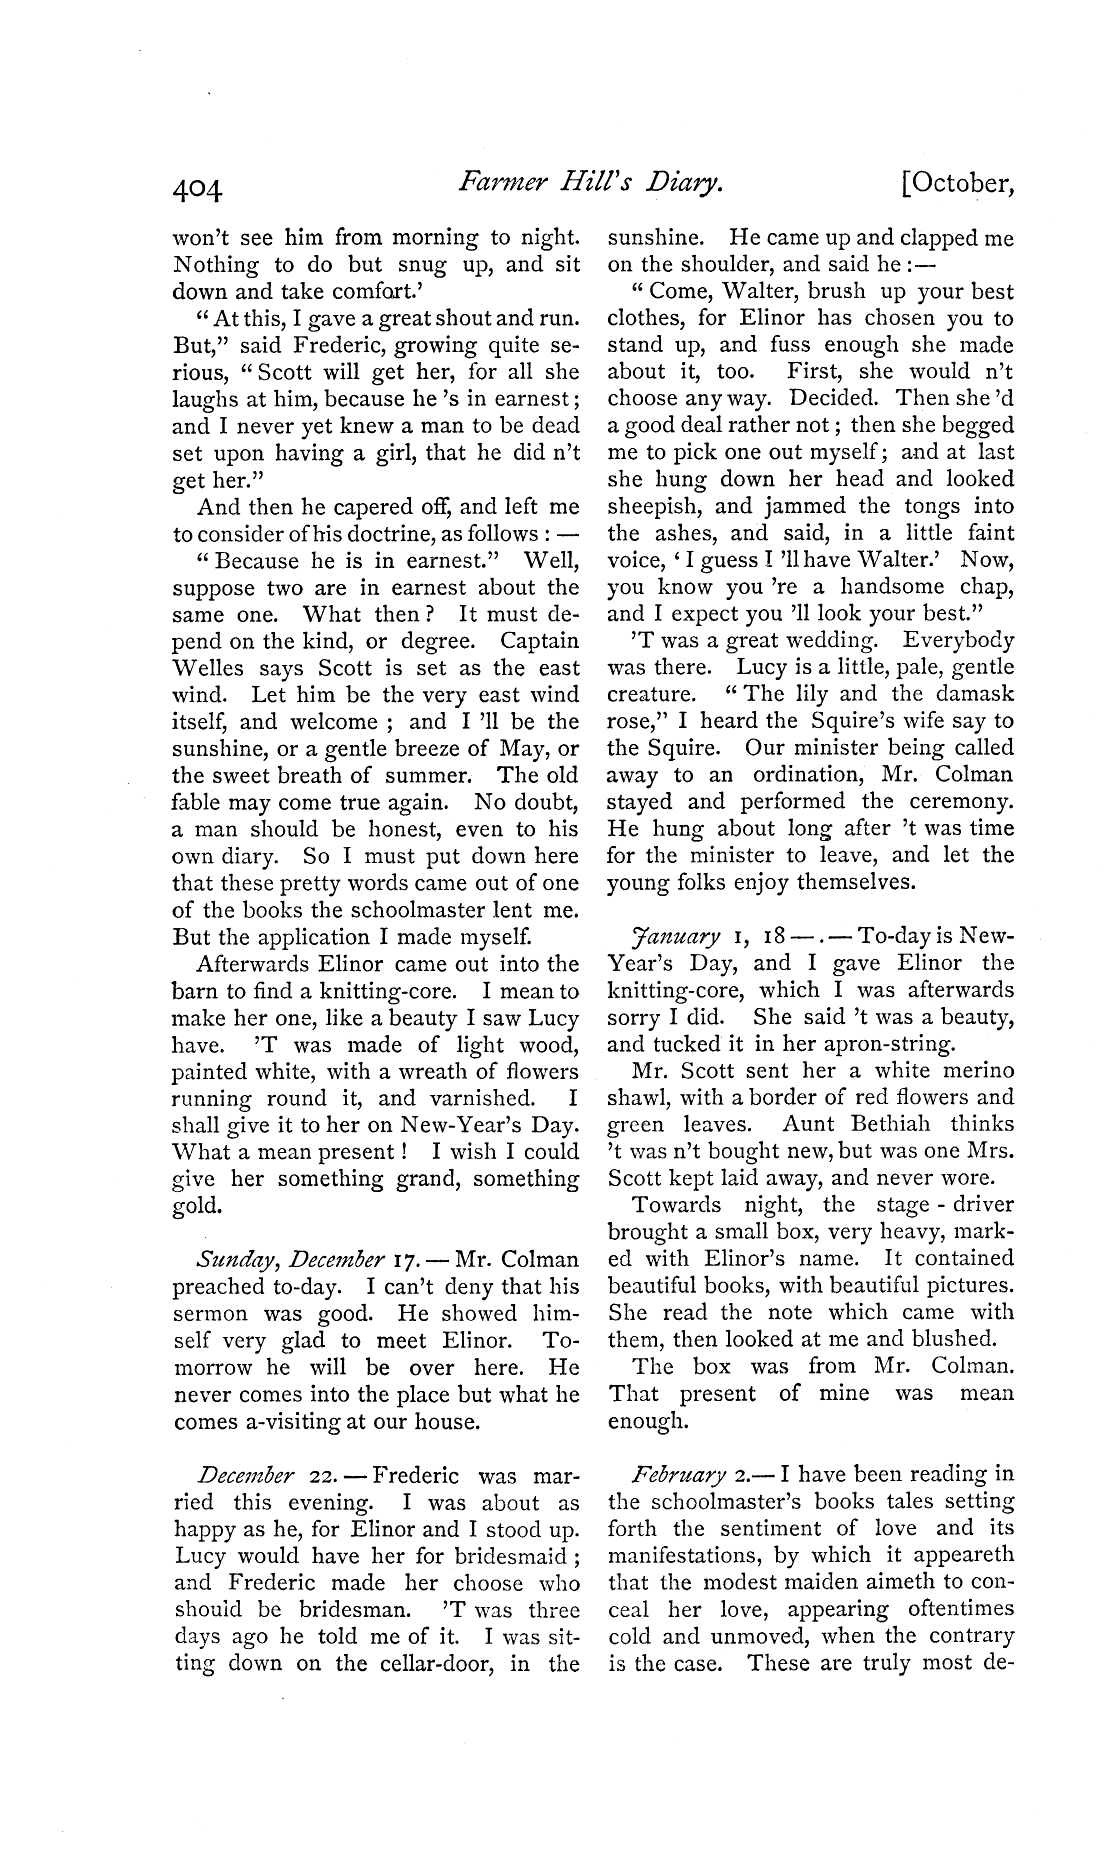 404 Farmer Hill's Diary. [October,
won't see him from morning to night.
Nothing to do but snug up, and sit
down and take comfort.'
"At this, I gave a great shout and run.
But," said Frederic, growing quite se-
rious, "Scott will get her, for all she
laughs at him, because he 's in earnest;
and I never yet knew a man to be dead
set upon having a girl, that he did n't
get her."
And then he capered off, and left me
to consider of his doctrine, as follows : —
"Because he is in earnest." Well,
suppose two are in earnest about the
same one. What then? It must de-
pend on the kind, or degree. Captain
Welles says Scott is set as the east
wind. Let him be the very east wind
itself, and welcome ; and I 'll be the
sunshine, or a gentle breeze of May, or
the sweet breath of summer. The old
fable may come true again. No doubt,
a man should be honest, even to his
own diary. So I must put down here
that these pretty words came out of one
of the books the schoolmaster lent me.
But the application I made myself.
Afterwards Elinor came out into the
barn to find a knitting-core. I mean to
make her one, like a beauty I saw Lucy
have. 'T was made of light wood,
painted white, with a wreath of flowers
running round it, and varnished. I
shall give it to her on New-Year's Day.
What a mean present! I wish I could
give her something grand, something
gold.
Sunday, December 17. — Mr. Colman
preached to-day. I can't deny that his
sermon was good. He showed him-
self very glad to meet Elinor. To-
morrow he will be over here. He
never comes into the place but what he
comes a-visiting at our house.
December 22. — Frederic was mar-
ried this evening. I was about as
happy as he, for Elinor and I stood up.
Lucy would have her for bridesmaid ;
and Frederic made her choose who
should be bridesman. 'T was three
days ago he told me of it. I was sit-
ting down on the cellar-door, in the
sunshine. He came up and clapped me
on the shoulder, and said he : —
"Come, Walter, brush up your best
clothes, for Elinor has chosen you to
stand up, and fuss enough she made
about it, too. First, she would n't
choose any way. Decided. Then she 'd
a good deal rather not ; then she begged
me to pick one out myself; and at last
she hung down her head and looked
sheepish, and jammed the tongs into
the ashes, and said, in a little faint
voice, 'I guess I 'll have Walter.' Now,
you know you 're a handsome chap,
and I expect you 'll look your best."
'T was a great wedding. Everybody
was there. Lucy is a little, pale, gentle
creature. "The lily and the damask
rose," I heard the Squire's wife say to
the Squire. Our minister being called
away to an ordination, Mr. Colman
stayed and performed the ceremony.
He hung about long after 't was time
for the minister to leave, and let the
young folks enjoy themselves.
January 1, 18 — . — To-day is New-
Year's Day, and I gave Elinor the
knitting-core, which I was afterwards
sorry I did. She said 't was a beauty,
and tucked it in her apron-string.
Mr. Scott sent her a white merino
shawl, with a border of red flowers and
green leaves. Aunt Bethiah thinks
't was n't bought new, but was one Mrs.
Scott kept laid away, and never wore.
Towards night, the stage - driver
brought a small box, very heavy, mark-
ed with Elinor's name. It contained
beautiful books, with beautiful pictures.
She read the note which came with
them, then looked at me and blushed.
The box was from Mr. Colman.
That present of mine was mean
enough.
February 2. — I have been reading in
the schoolmaster's books tales setting
forth the sentiment of love and its
manifestations, by which it appeareth
that the modest maiden aimeth to con-
ceal her love, appearing oftentimes
cold and unmoved, when the contrary
is the case. These are truly most de-